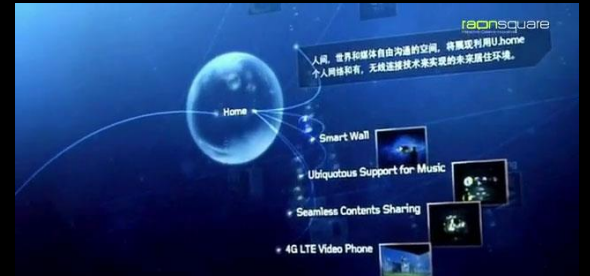 raonsquare
人间，世界和媒体自由沟通的空间，将展现利用U.home
个人网络和有，无线连接技术来实现的未来居住环境。
Home
Smart Wall
Ubiquotous Support for Music
Seamless Contents Sharing
4G LTE Video Phone